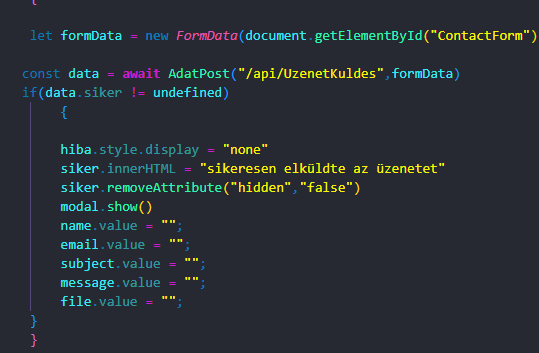 {
let formData = new FormData(document.getElementById("ContactForm")
const data = await AdatPost("/api/UzenetKuldes",formData)
if(data.siker != undefined)
{
hiba.style.display = "none"
siker.innerHTML = "sikeresen elküldte az üzenetet"
siker.removeAttribute("hidden","false")
modal.show()
name.value = "";
email.value = "";
subject.value = "";
message.value = "";
file.value = "";
}
}